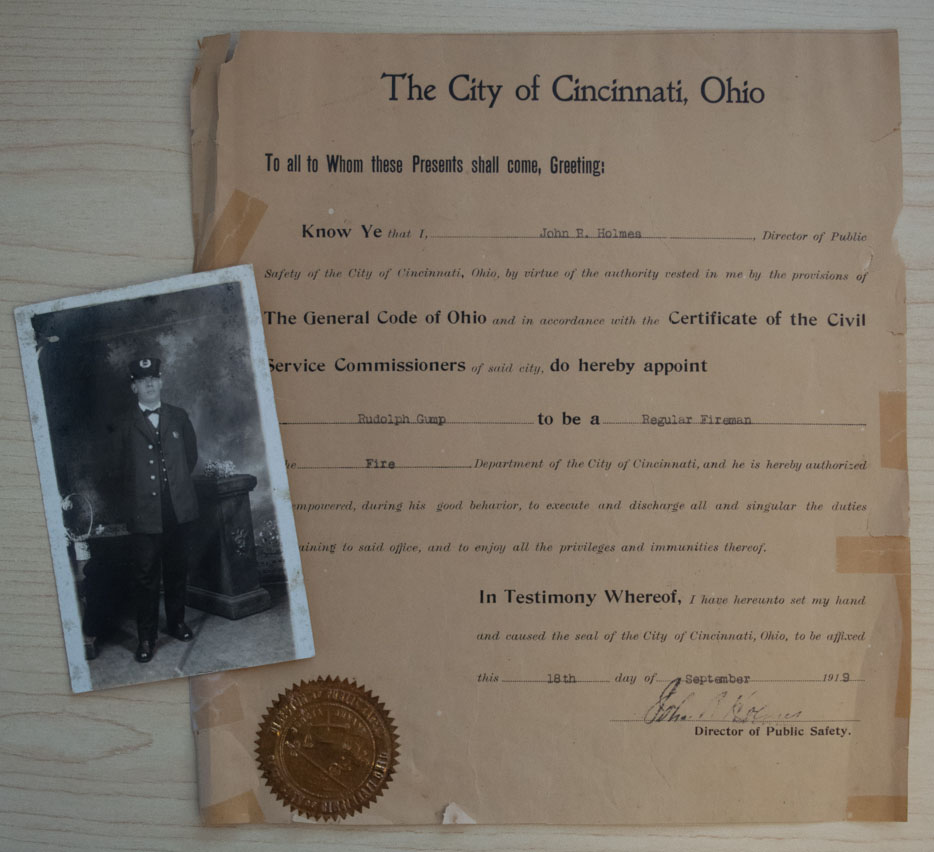 The City of Cincinnati, Ohio
To all to Whom these Presents shall come, Greeting:
Know Ye that I, John R. Holmes, Director of Public
Safety of the City of Cincinnati, Ohio, by virtue of the authority vested in me by the provisions of
The General Code of Ohio and in accordance with the Certificate of the Civil
Service Commissioners of said city, do hereby appoint
Rudolph Gump to be a Regular Fireman
he Fire Department of the City of Cincinnati, and he is hereby authorized
empowered, during his good behavior, to execute and discharge all and singular the duties
aining to said office, and to enjoy all the privileges and immunities thereof.
In Testimony Whereof, I have hereunto set my hand
and caused the seal of the City of Cincinnati, Ohio, to be affixed
this 18th day of September 1919
John R Holmes
Director of Public Safety.